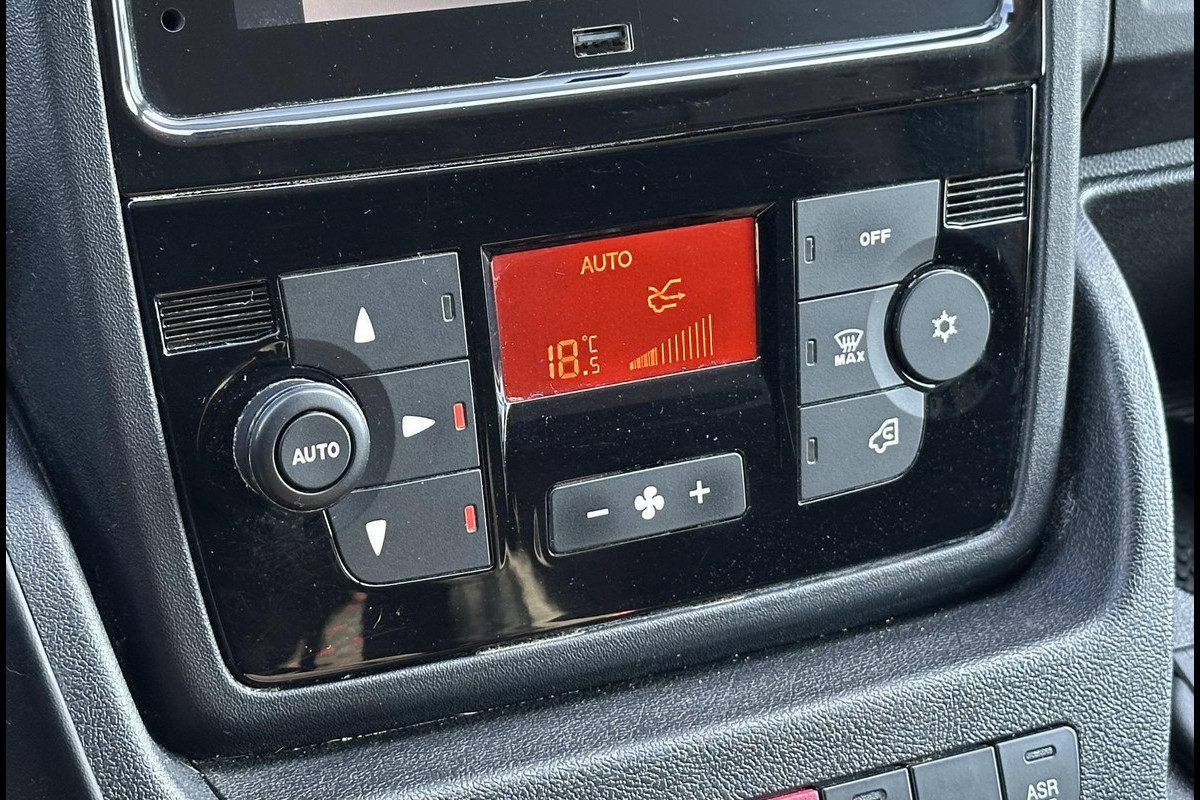 AUTO
18.5 °C
OFF
MAX
AUTO
C
- +
ASR